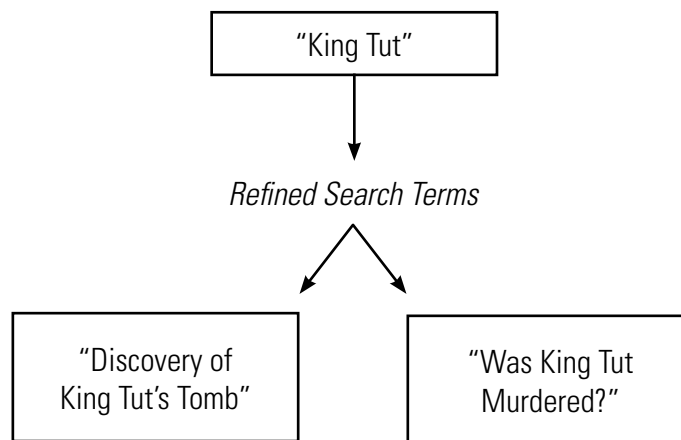 “King Tut”
Refined Search Terms
“Discovery of
King Tut’s Tomb”
“Was King Tut
Murdered?”